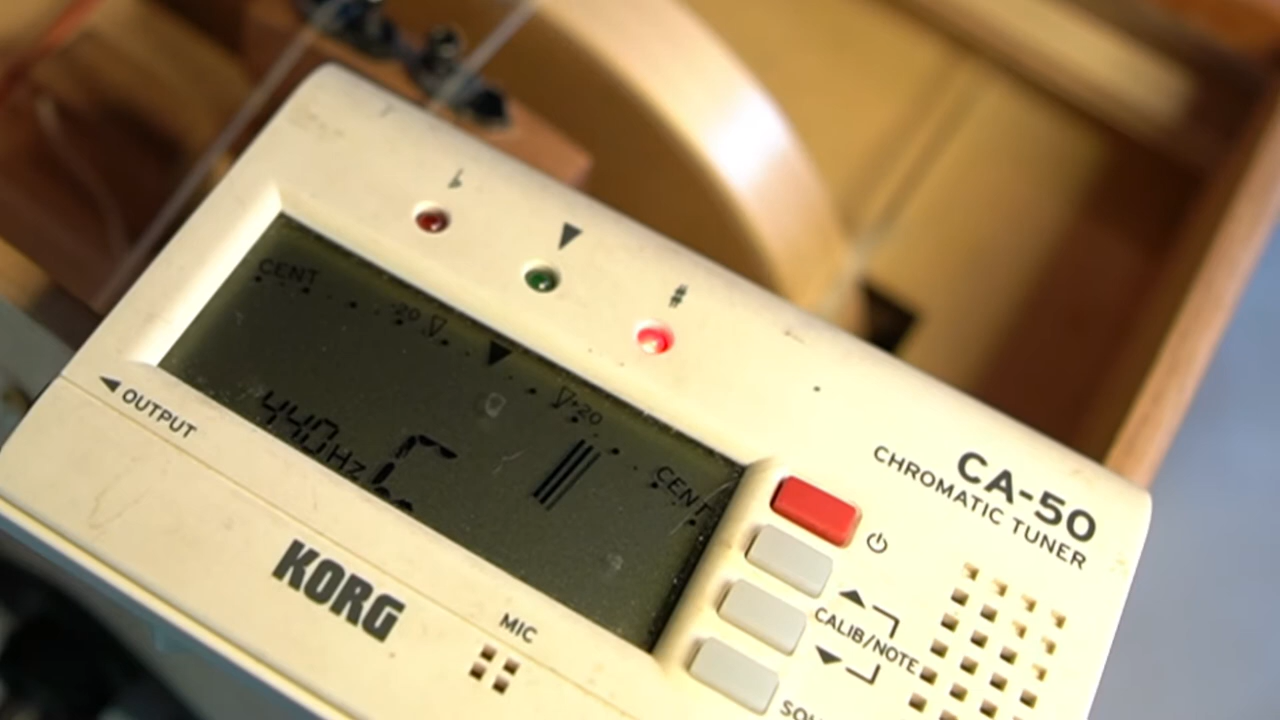 ♭
▼
#
CENT
-20
+20
CENT
440Hz
◀ OUTPUT
CA-50
CHROMATIC TUNER
KORG
MIC
CALIB/NOTE